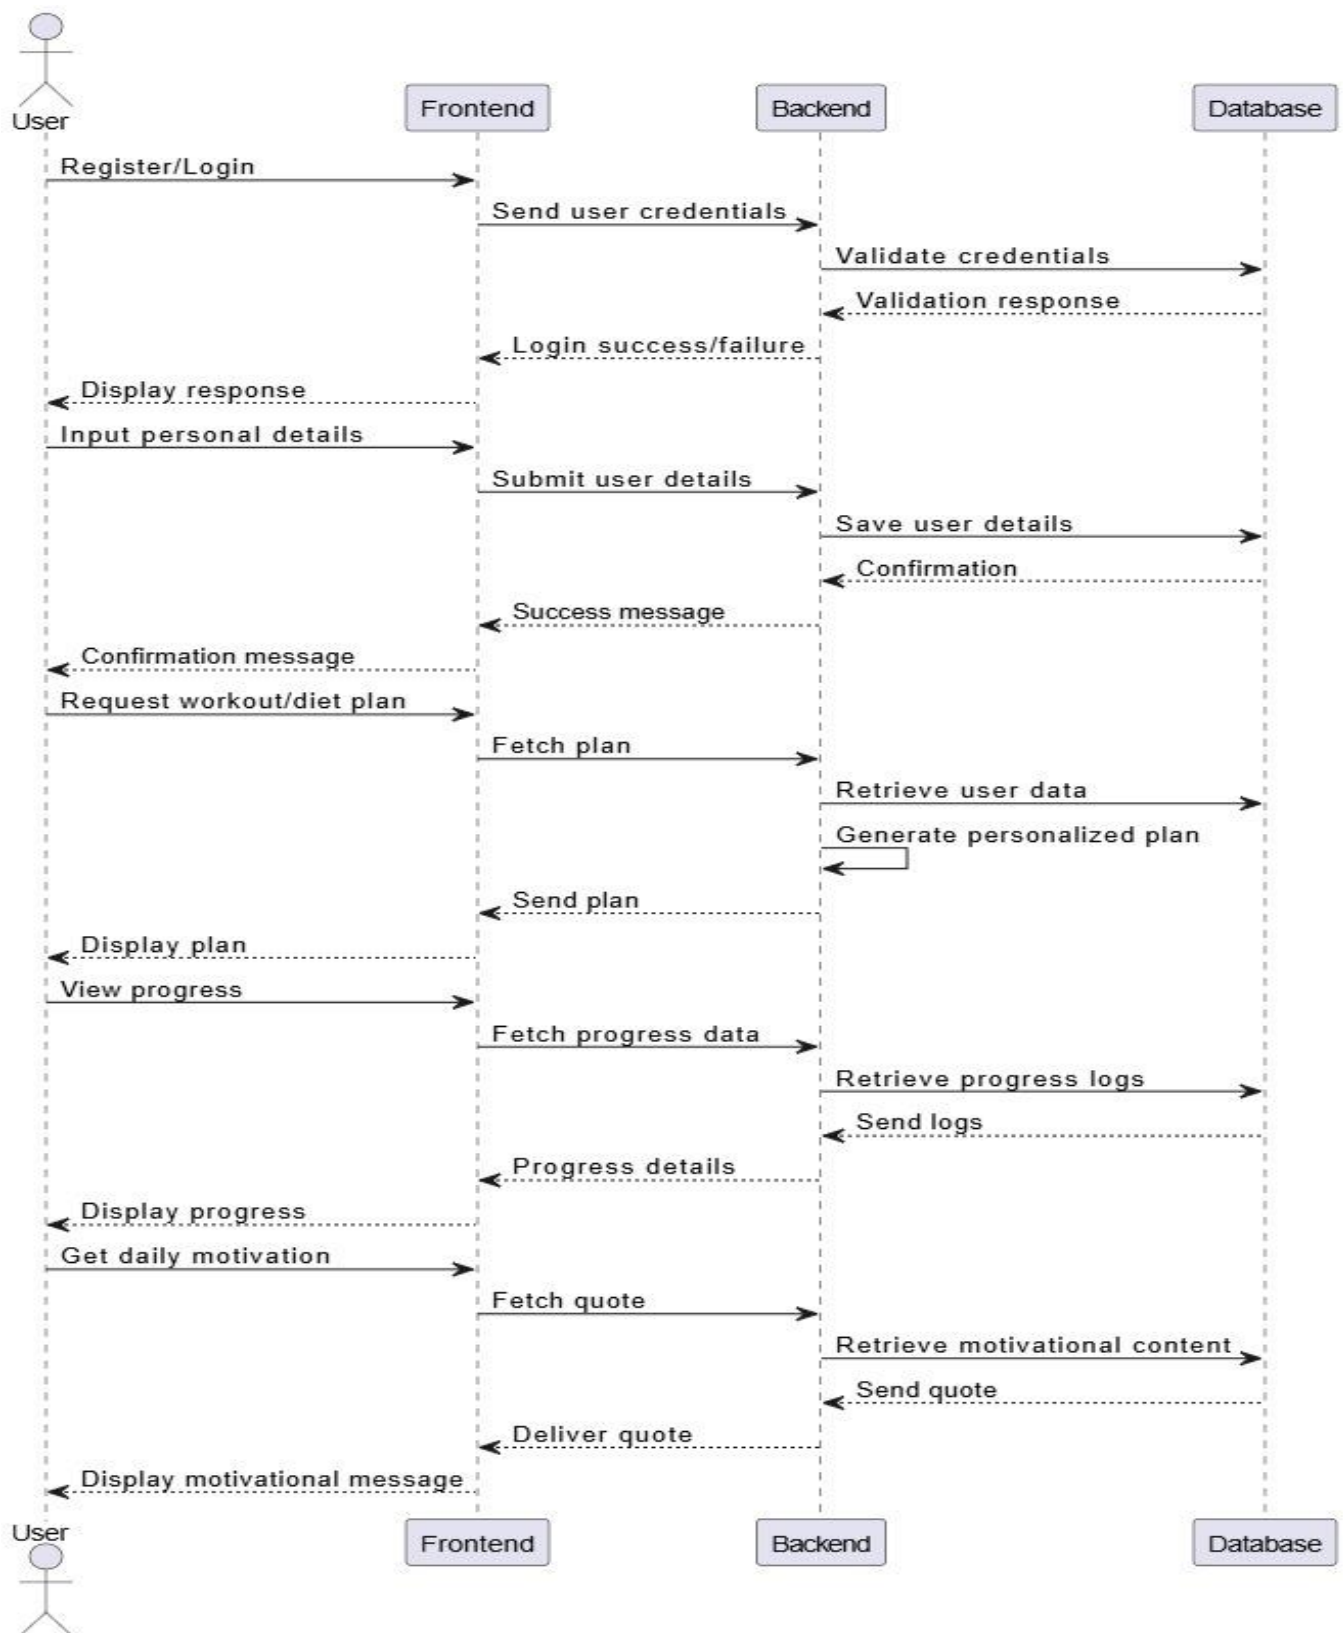 User
Frontend
Backend
Database
Register/Login
Send user credentials
Validate credentials
Validation response
Login success/failure
Display response
Input personal details
Submit user details
Save user details
Confirmation
Success message
Confirmation message
Request workout/diet plan
Fetch plan
Retrieve user data
Generate personalized plan
Send plan
Display plan
View progress
Fetch progress data
Retrieve progress logs
Send logs
Progress details
Display progress
Get daily motivation
Fetch quote
Retrieve motivational content
Send quote
Deliver quote
Display motivational message
User
Frontend
Backend
Database